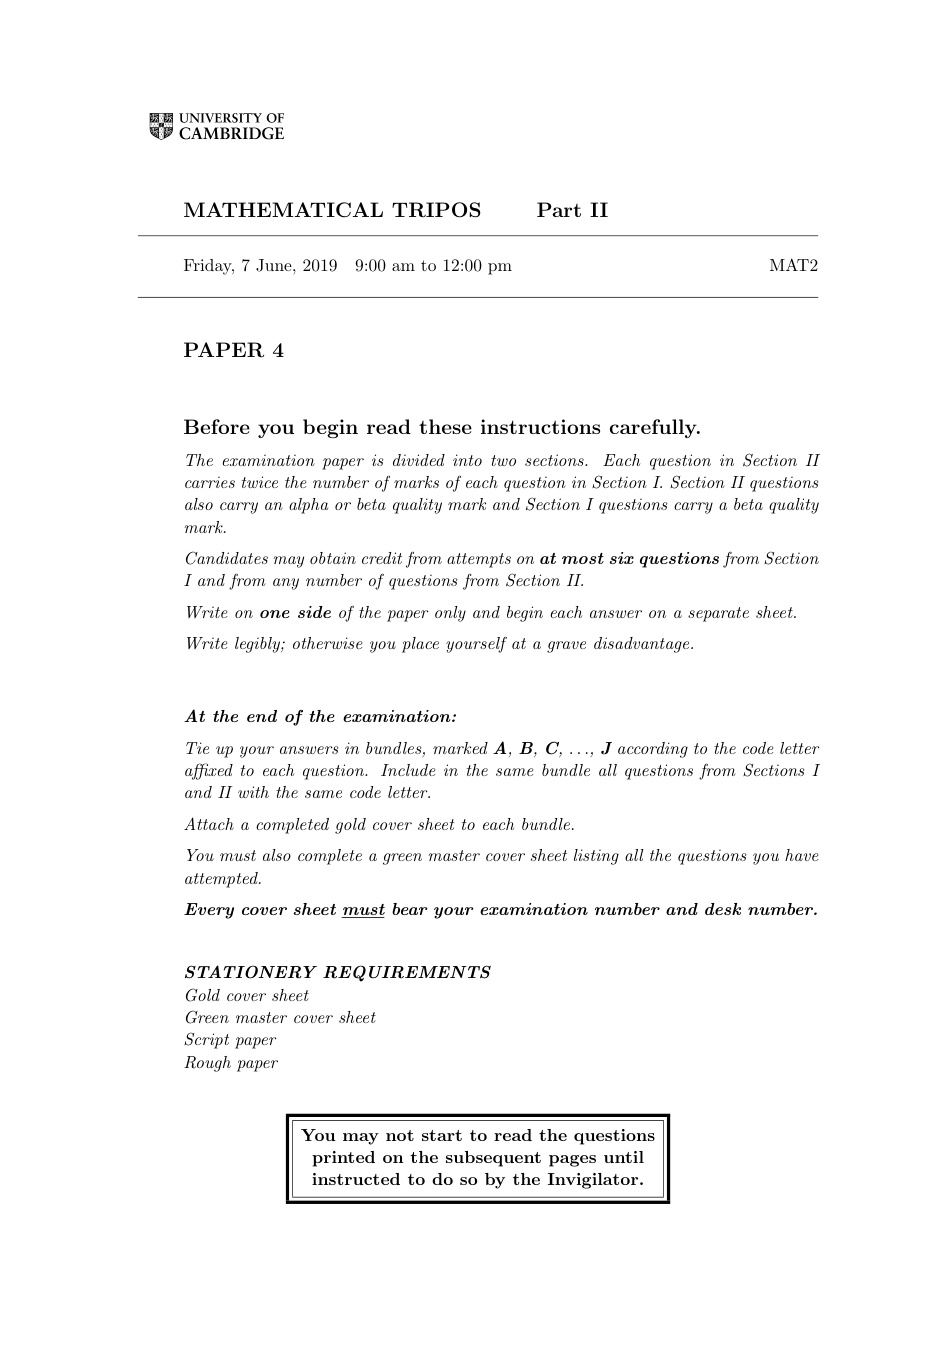 UNIVERSITY OF
CAMBRIDGE
MATHEMATICAL TRIPOS Part II
Friday, 7 June, 2019 9:00 am to 12:00 pm MAT2
PAPER 4
Before you begin read these instructions carefully.
The examination paper is divided into two sections. Each question in Section II
carries twice the number of marks of each question in Section I. Section II questions
also carry an alpha or beta quality mark and Section I questions carry a beta quality
mark.
Candidates may obtain credit from attempts on at most six questions from Section
I and from any number of questions from Section II.
Write on one side of the paper only and begin each answer on a separate sheet.
Write legibly; otherwise you place yourself at a grave disadvantage.
At the end of the examination:
Tie up your answers in bundles, marked A, B, C, . . ., J according to the code letter
affixed to each question. Include in the same bundle all questions from Sections I
and II with the same code letter.
Attach a completed gold cover sheet to each bundle.
You must also complete a green master cover sheet listing all the questions you have
attempted.
Every cover sheet must bear your examination number and desk number.
STATIONERY REQUIREMENTS
Gold cover sheet
Green master cover sheet
Script paper
Rough paper
You may not start to read the questions
printed on the subsequent pages until
instructed to do so by the Invigilator.